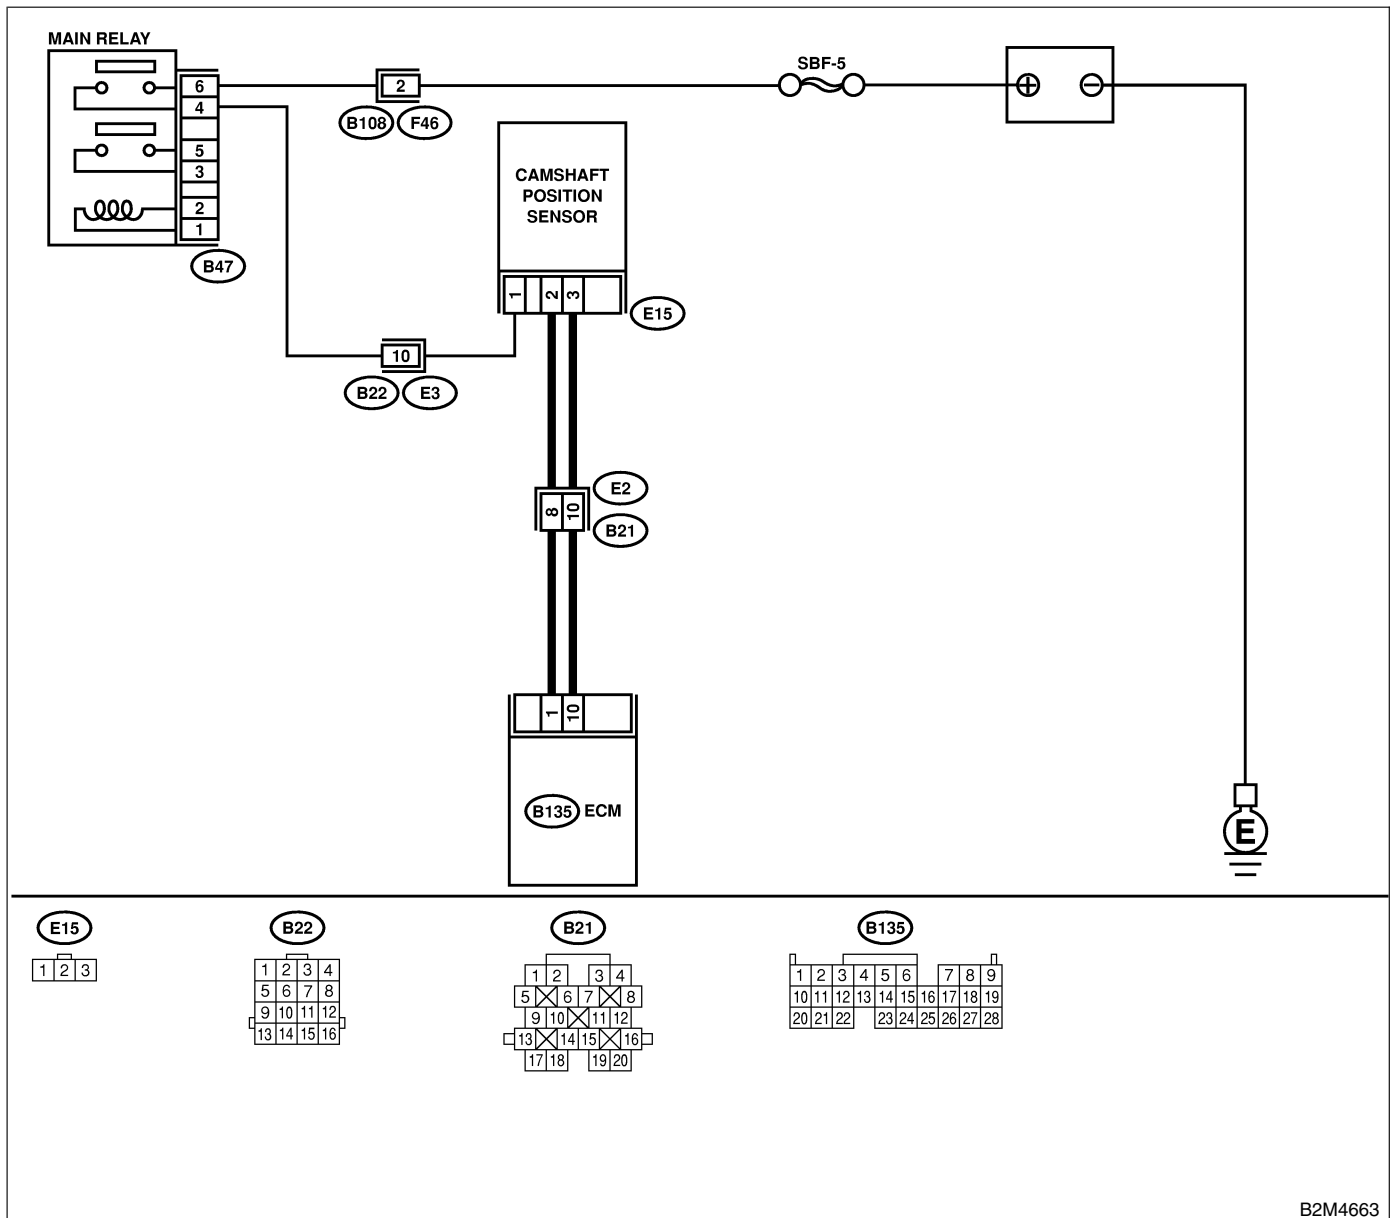 MAIN RELAY
SBF-5
6
4
5
3
2
1
B47
2
B108 F46
+ −
CAMSHAFT
POSITION
SENSOR
1 2 3
E15
10
B22 E3
8 10
E2
B21
1 10
B135 ECM
E
E15
1 2 3
B22
1 2 3 4
5 6 7 8
9 10 11 12
13 14 15 16
B21
1 2 3 4
5 6 7 8
9 10 11 12
13 14 15 16
17 18 19 20
B135
1 2 3 4 5 6 7 8 9
10 11 12 13 14 15 16 17 18 19
20 21 22 23 24 25 26 27 28
B2M4663